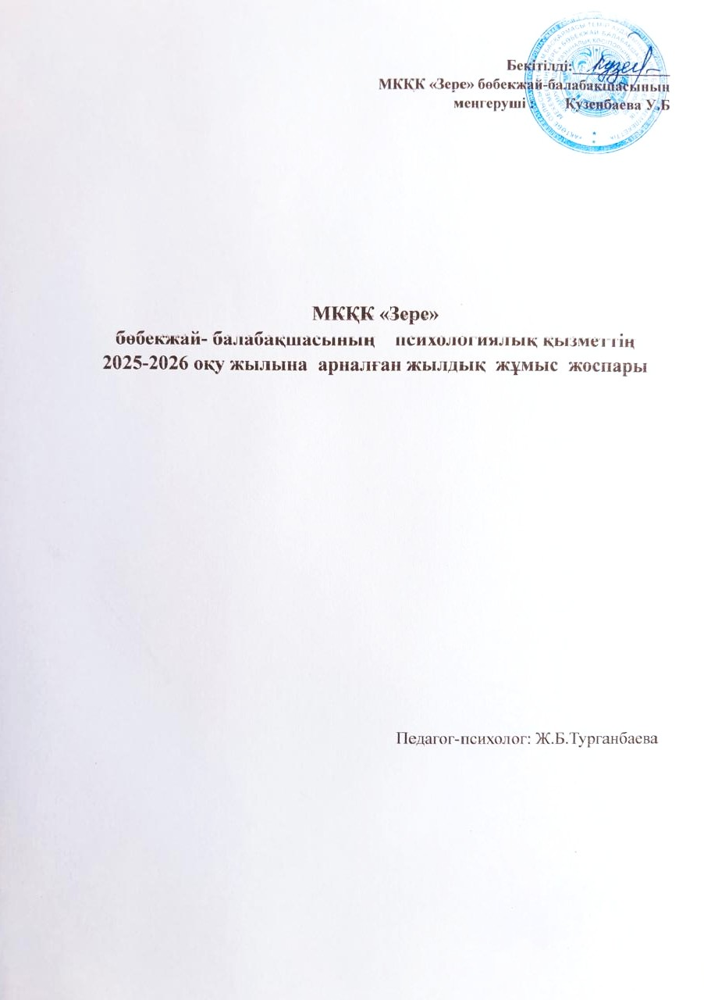 Бекітілді:
МКҚК «Зере» бөбекжай-балабақшасының
меңгеруші : Кузенбаева У.Б
МКҚК «Зере»
бөбекжай- балабақшасының психологиялық қызметтің
2025-2026 оқу жылына арналған жылдық жұмыс жоспары
Педагог-психолог: Ж.Б.Турганбаева